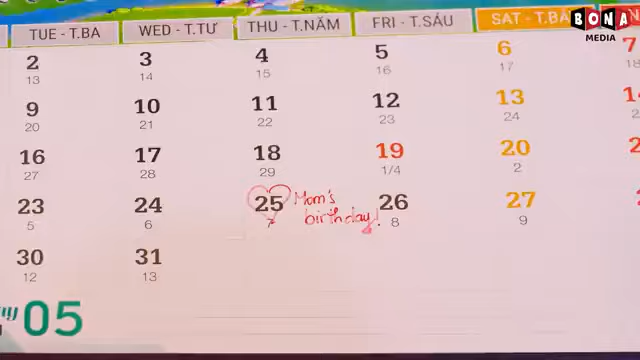 BONA
MEDIA
TUE - T.BA WED - T.TƯ THU - T.NĂM FRI - T.SÁU SAT - T.BẢ
2 3 4 5 6 7
13 14 15 16 17 18
9 10 11 12 13
20 21 22 23 24
16 17 18 19 20
27 28 29 1/4 2
23 24 25 Mom's 26 27
birthday!
5 6 7 8 9
30 31
12 13
05